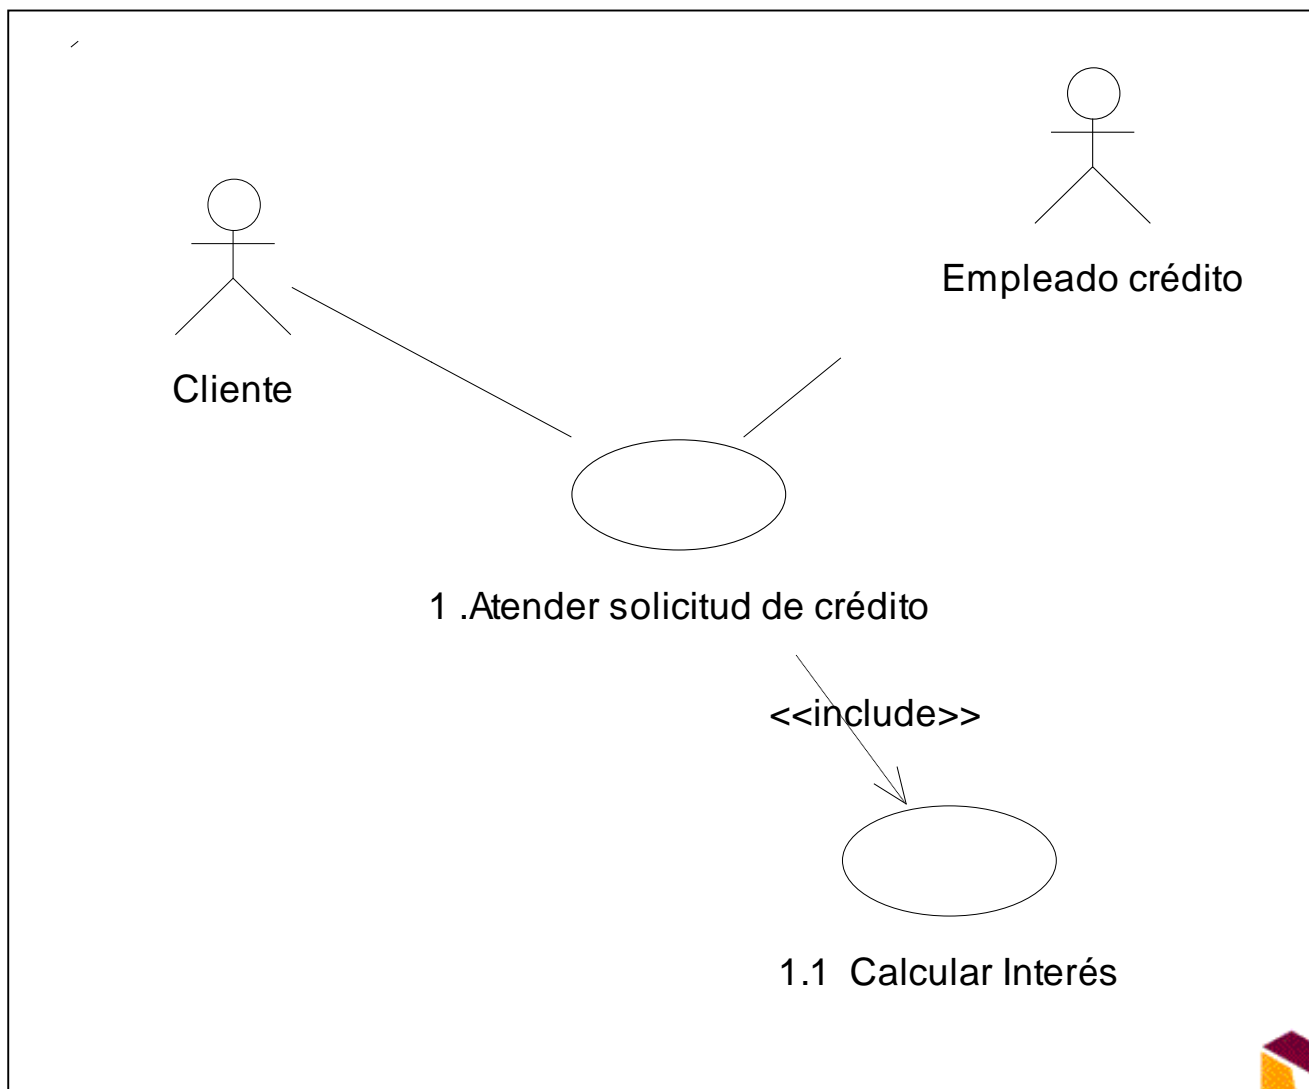 Empleado crédito
Cliente
1 .Atender solicitud de crédito
<<include>>
1.1 Calcular Interés